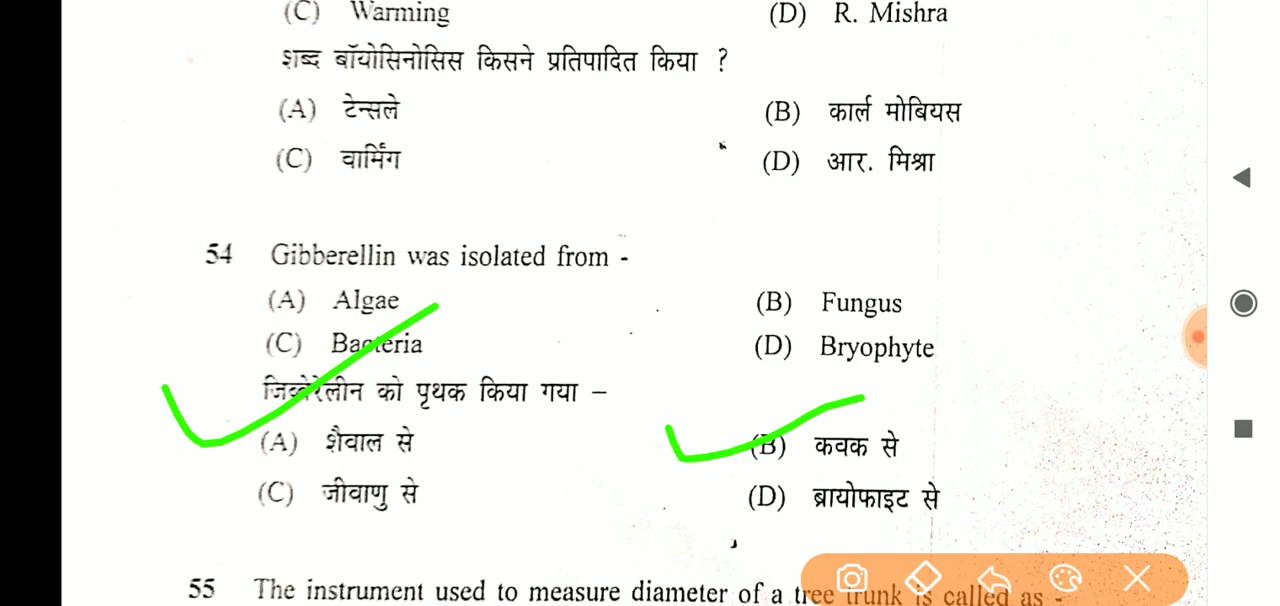 (C) Warming (D) R. Mishra
शब्द बॉयोसिनोसिस किसने प्रतिपादित किया ?
(A) टेन्सले (B) कार्ल मोबियस
(C) वार्मिंग (D) आर. मिश्रा
54 Gibberellin was isolated from -
(A) Algae (B) Fungus
(C) Bacteria (D) Bryophyte
जिब्बेरेलीन को पृथक किया गया –
(A) शैवाल से (B) कवक से
(C) जीवाणु से (D) ब्रायोफाइट से
55 The instrument used to measure diameter of a tree trunk is called as -